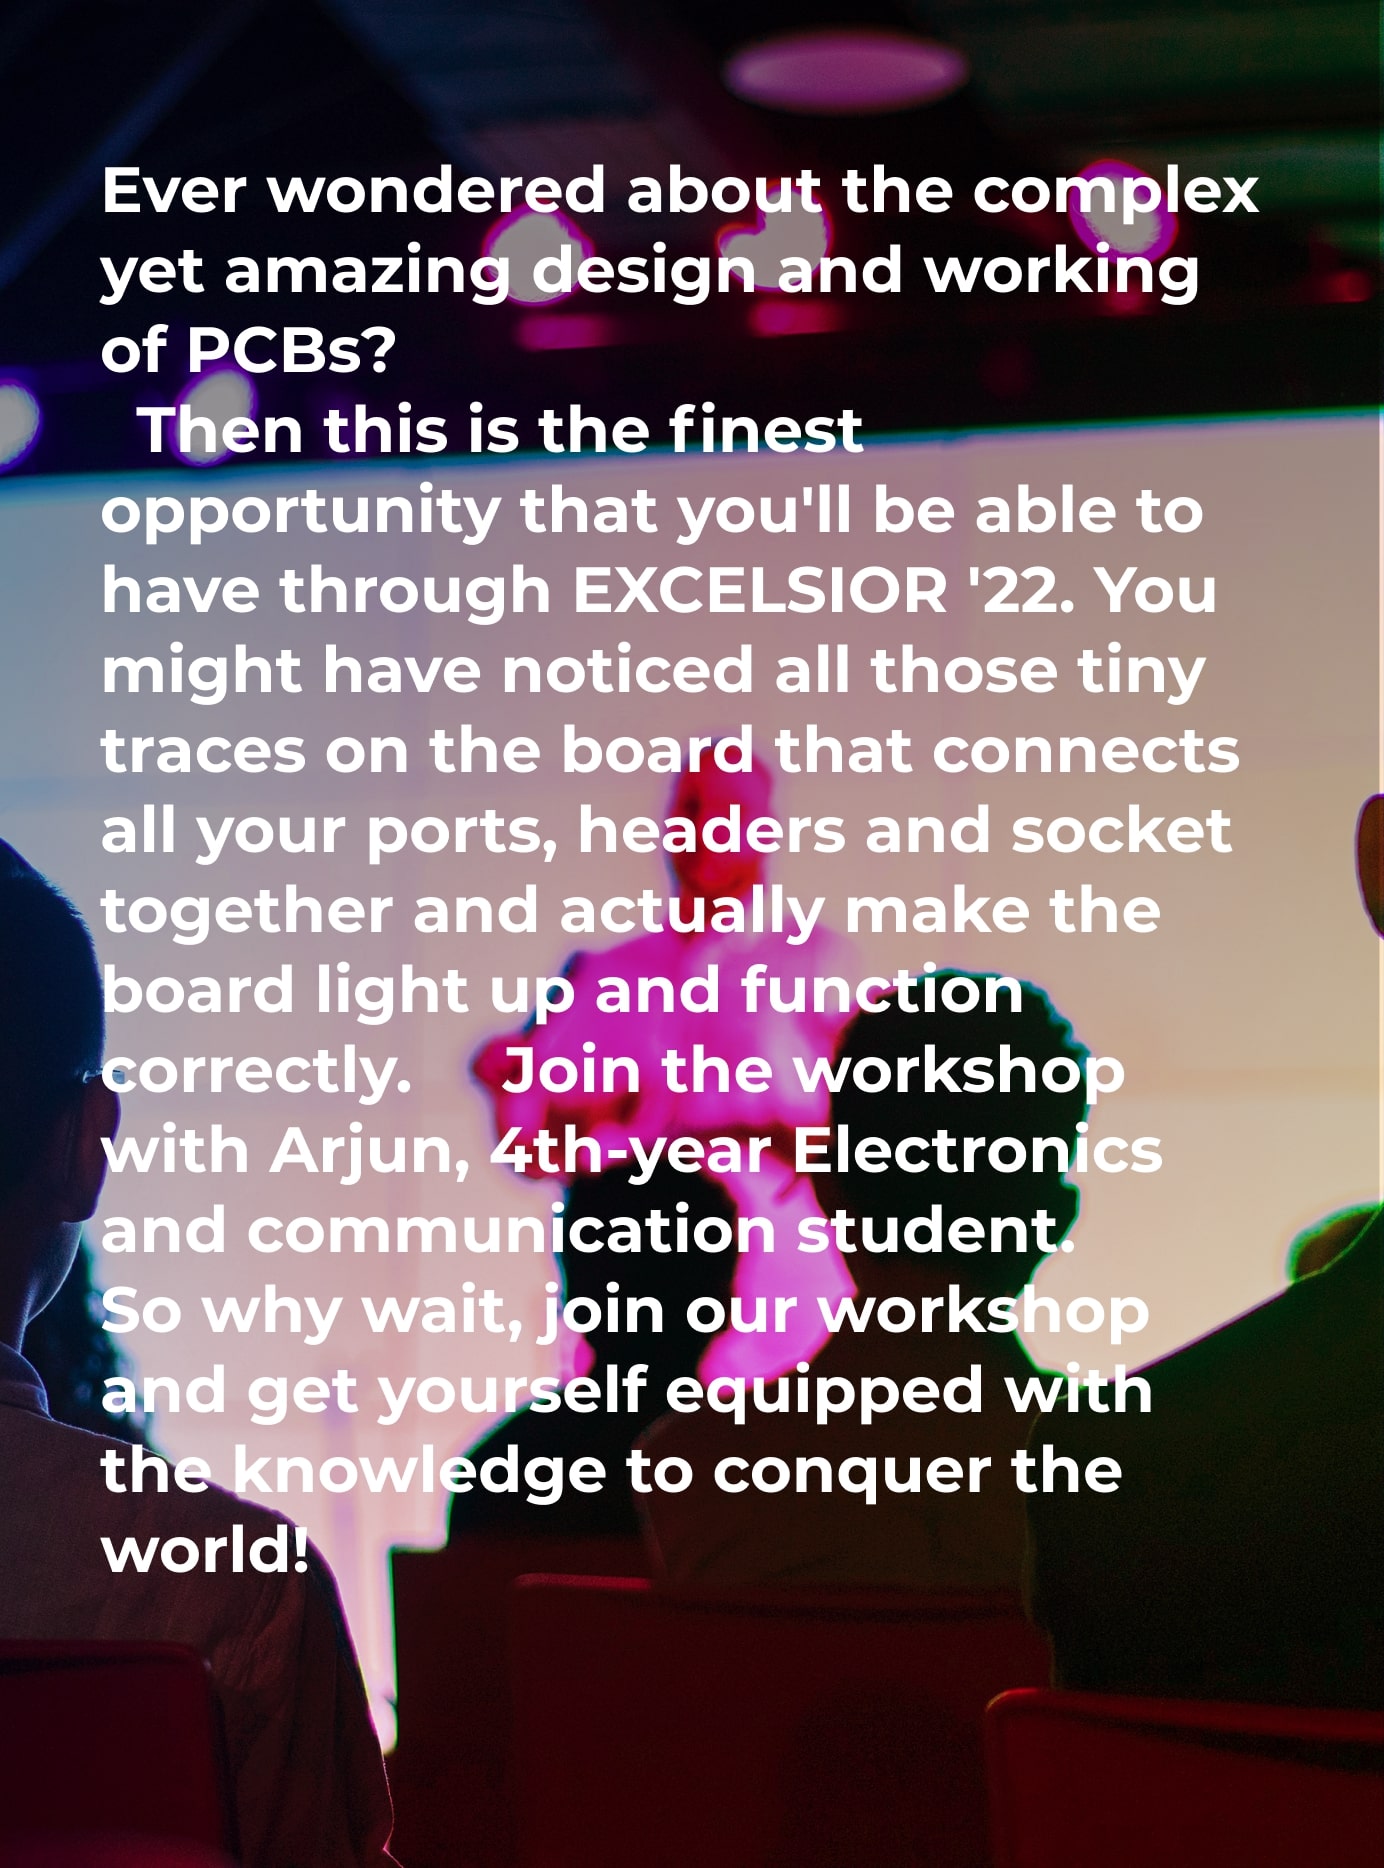 Ever wondered about the complex
yet amazing design and working
of PCBs?
Then this is the finest
opportunity that you'll be able to
have through EXCELSIOR '22. You
might have noticed all those tiny
traces on the board that connects
all your ports, headers and socket
together and actually make the
board light up and function
correctly. Join the workshop
with Arjun, 4th-year Electronics
and communication student.
So why wait, join our workshop
and get yourself equipped with
the knowledge to conquer the
world!